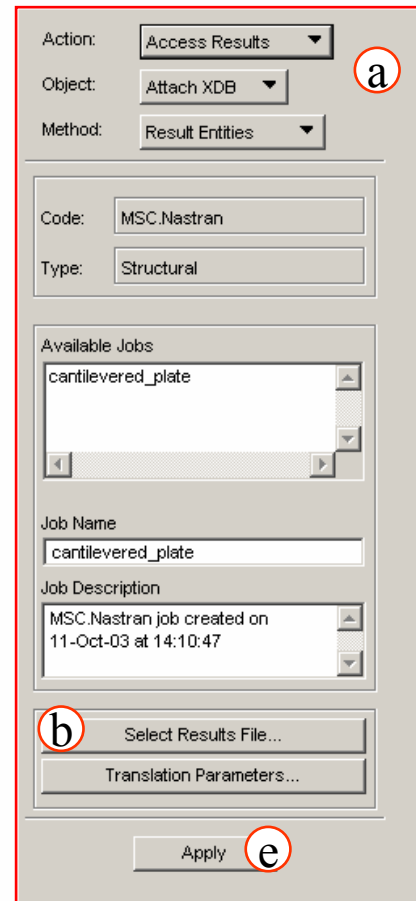 Action: Access Results
a
Object: Attach XDB
Method: Result Entities
Code: MSC.Nastran
Type: Structural
Available Jobs
cantilevered_plate
Job Name
cantilevered_plate
Job Description
MSC.Nastran job created on
11-Oct-03 at 14:10:47
b Select Results File...
Translation Parameters...
Apply e